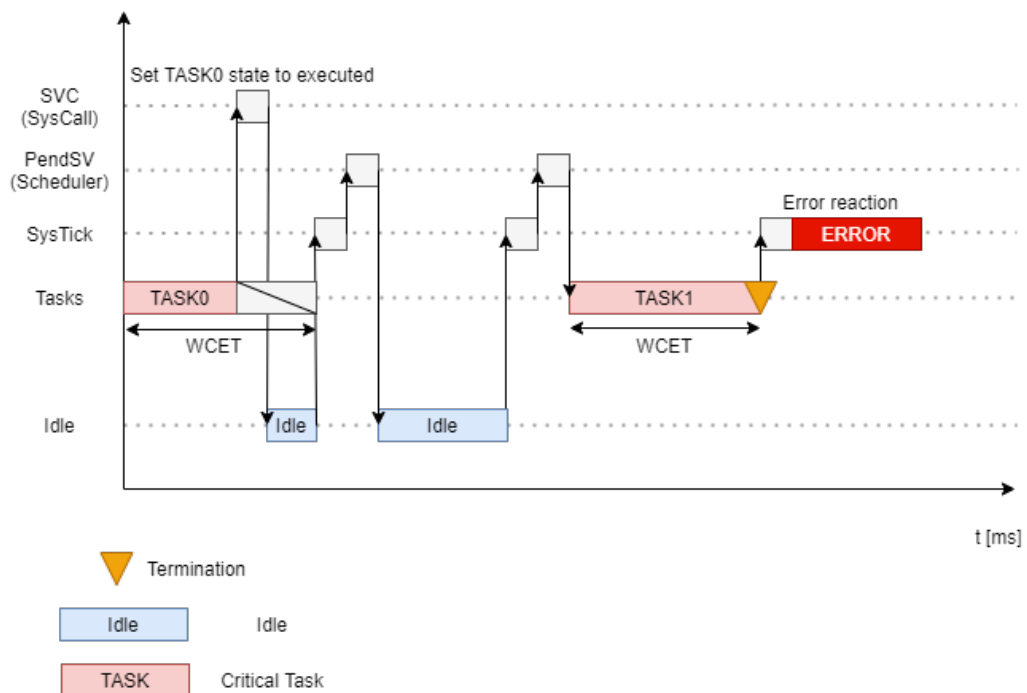 Set TASK0 state to executed
SVC
(SysCall)
PendSV
(Scheduler)
Error reaction
SysTick
ERROR
Tasks
TASK0
TASK1
WCET
WCET
Idle
Idle
Idle
t [ms]
Termination
Idle
Idle
TASK
Critical Task